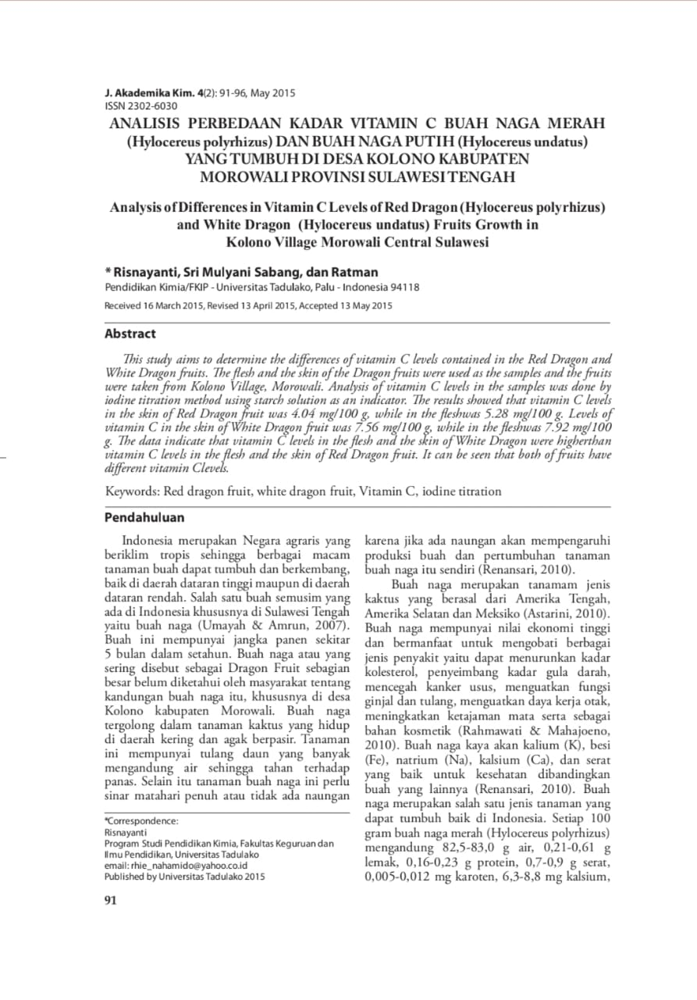 J. Akademika Kim. 4(2): 91-96, May 2015
ISSN 2302-6030
ANALISIS PERBEDAAN KADAR VITAMIN C BUAH NAGA MERAH
(Hylocereus polyrhizus) DAN BUAH NAGA PUTIH (Hylocereus undatus)
YANG TUMBUH DI DESA KOLONO KABUPATEN
MOROWALI PROVINSI SULAWESI TENGAH
Analysis of Differences in Vitamin C Levels of Red Dragon (Hylocereus polyrhizus)
and White Dragon (Hylocereus undatus) Fruits Growth in
Kolono Village Morowali Central Sulawesi
* Risnayanti, Sri Mulyani Sabang, dan Ratman
Pendidikan Kimia/FKIP - Universitas Tadulako, Palu - Indonesia 94118
Received 16 March 2015, Revised 13 April 2015, Accepted 13 May 2015
Abstract
This study aims to determine the differences of vitamin C levels contained in the Red Dragon and
White Dragon fruits. The flesh and the skin of the Dragon fruits were used as the samples and the fruits
were taken from Kolono Village, Morowali. Analysis of vitamin C levels in the samples was done by
iodine titration method using starch solution as an indicator. The results showed that vitamin C levels
in the skin of Red Dragon fruit was 4.04 mg/100 g, while in the fleshwas 5.28 mg/100 g. Levels of
vitamin C in the skin of White Dragon fruit was 7.56 mg/100 g, while in the fleshwas 7.92 mg/100
g. The data indicate that vitamin C levels in the flesh and the skin of White Dragon were higherthan
vitamin C levels in the flesh and the skin of Red Dragon fruit. It can be seen that both of fruits have
different vitamin Clevels.
Keywords: Red dragon fruit, white dragon fruit, Vitamin C, iodine titration
Pendahuluan
Indonesia merupakan Negara agraris yang
beriklim tropis sehingga berbagai macam
tanaman buah dapat tumbuh dan berkembang,
baik di daerah dataran tinggi maupun di daerah
dataran rendah. Salah satu buah semusim yang
ada di Indonesia khususnya di Sulawesi Tengah
yaitu buah naga (Umayah & Amrun, 2007).
Buah ini mempunyai jangka panen sekitar
5 bulan dalam setahun. Buah naga atau yang
sering disebut sebagai Dragon Fruit sebagian
besar belum diketahui oleh masyarakat tentang
kandungan buah naga itu, khususnya di desa
Kolono kabupaten Morowali. Buah naga
tergolong dalam tanaman kaktus yang hidup
di daerah kering dan agak berpasir. Tanaman
ini mempunyai tulang daun yang banyak
mengandung air sehingga tahan terhadap
panas. Selain itu tanaman buah naga ini perlu
sinar matahari penuh atau tidak ada naungan
*Correspondence:
Risnayanti
Program Studi Pendidikan Kimia, Fakultas Keguruan dan
Ilmu Pendidikan, Universitas Tadulako
email: rhie_nahamido@yahoo.co.id
Published by Universitas Tadulako 2015
karena jika ada naungan akan mempengaruhi
produksi buah dan pertumbuhan tanaman
buah naga itu sendiri (Renansari, 2010).
Buah naga merupakan tanamam jenis
kaktus yang berasal dari Amerika Tengah,
Amerika Selatan dan Meksiko (Astarini, 2010).
Buah naga mempunyai nilai ekonomi tinggi
dan bermanfaat untuk mengobati berbagai
jenis penyakit yaitu dapat menurunkan kadar
kolesterol, penyeimbang kadar gula darah,
mencegah kanker usus, menguatkan fungsi
ginjal dan tulang, menguatkan daya kerja otak,
meningkatkan ketajaman mata serta sebagai
bahan kosmetik (Rahmawati & Mahajoeno,
2010). Buah naga kaya akan kalium (K), besi
(Fe), natrium (Na), kalsium (Ca), dan serat
yang baik untuk kesehatan dibandingkan
buah yang lainnya (Renansari, 2010). Buah
naga merupakan salah satu jenis tanaman yang
dapat tumbuh baik di Indonesia. Setiap 100
gram buah naga merah (Hylocereus polyrhizus)
mengandung 82,5-83,0 g air, 0,21-0,61 g
lemak, 0,16-0,23 g protein, 0,7-0,9 g serat,
0,005-0,012 mg karoten, 6,3-8,8 mg kalsium,
91